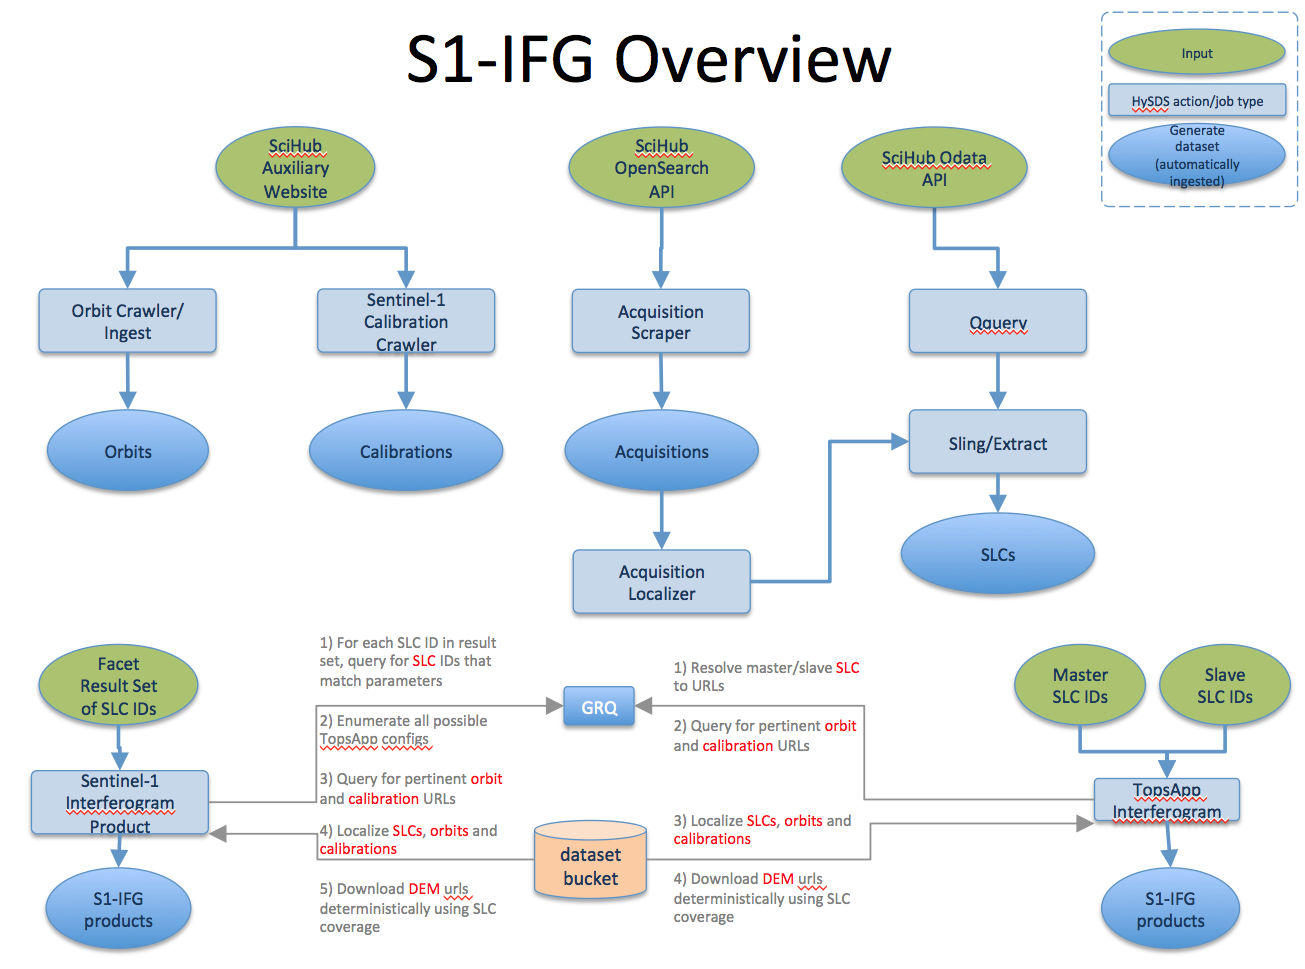 S1-IFG Overview
Input
HySDS action/job type
Generate
dataset
(automatically
ingested)
SciHub
Auxiliary
Website
SciHub
OpenSearch
API
SciHub Odata
API
Orbit Crawler/
Ingest
Sentinel-1
Calibration
Crawler
Acquisition
Scraper
Qquery
Orbits
Calibrations
Acquisitions
Sling/Extract
Acquisition
Localizer
SLCs
Facet
Result Set
of SLC IDs
Sentinel-1
Interferogram
Product
S1-IFG
products
1) For each SLC ID in result
set, query for SLC IDs that
match parameters
2) Enumerate all possible
TopsApp configs
3) Query for pertinent orbit
and calibration URLs
4) Localize SLCs, orbits and
calibrations
5) Download DEM urls
deterministically using SLC
coverage
GRQ
dataset
bucket
1) Resolve master/slave SLC
to URLs
2) Query for pertinent orbit
and calibration URLs
3) Localize SLCs, orbits and
calibrations
4) Download DEM urls
deterministically using SLC
coverage
Master
SLC IDs
Slave
SLC IDs
TopsApp
Interferogram
S1-IFG
products